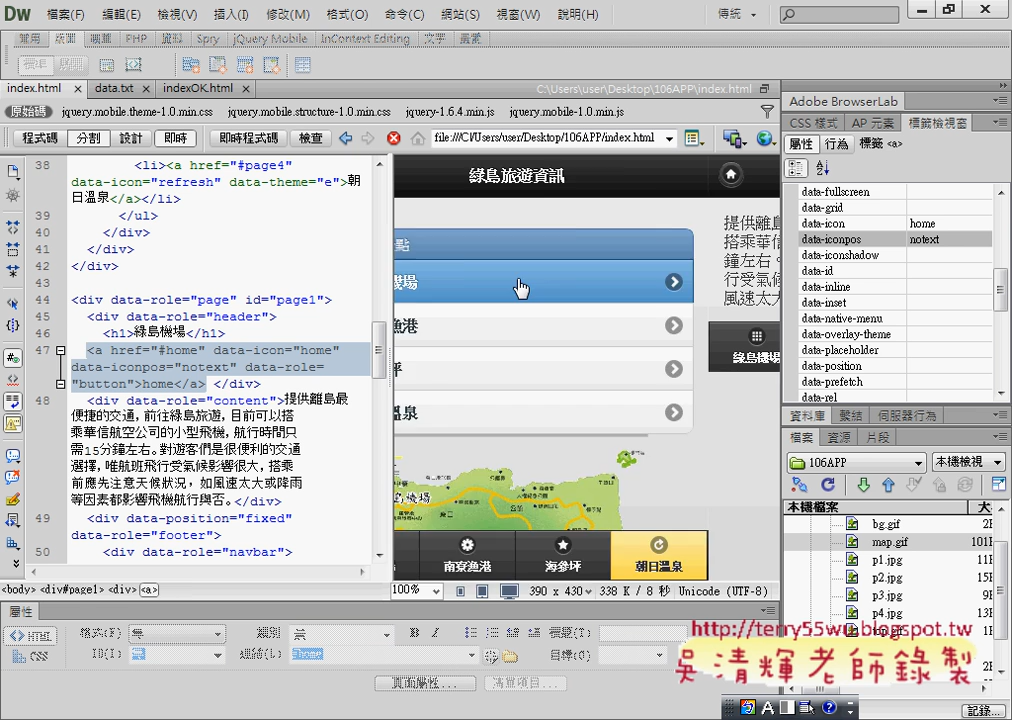 Dw 檔案(F) 編輯(E) 檢視(V) 插入(I) 修改(M) 格式(O) 命令(C) 網站(S) 視窗(W) 說明(H) 傳統
常用 版面 表單 PHP 資料 Spry jQuery Mobile InContext Editing 文字 最愛
標準 展開
index.html × data.txt × indexOK.html × C:\Users\user\Desktop\106APP\index.html
原始碼 jquery.mobile.theme-1.0.min.css jquery.mobile.structure-1.0.min.css jquery-1.6.4.min.js jquery.mobile-1.0.min.js
程式碼 分割 設計 即時 即時程式碼 檢查 file:///C|/Users/user/Desktop/106APP/index.html
38 <li><a href="#page4"
data-icon="refresh" data-theme="e">朝
日溫泉</a></li>
39 </ul>
40 </div>
41 </div>
42 </div>
43
44 <div data-role="page" id="page1">
45 <div data-role="header">
46 <h1>綠島機場</h1>
47 <a href="#home" data-icon="home"
data-iconpos="notext" data-role=
"button">home</a> </div>
48 <div data-role="content">提供離島最
便捷的交通，前往綠島旅遊，目前可以搭
乘華信航空公司的小型飛機，航行時間只
需15分鐘左右。對遊客們是很便利的交通
選擇，唯航班飛行受氣候影響很大，搭乘
前應先注意天候狀況，如風速太大或降雨
等因素都影響飛機航行與否。</div>
49 <div data-position="fixed"
data-role="footer">
50 <div data-role="navbar">
綠島旅遊資訊
點
機場
漁港
坪
溫泉
南寮漁港 海參坪 朝日溫泉
提供離島
搭乘華信
鐘左右。
行受氣候
風速太大
綠島機場
<body> <div#page1> <div> <a> 100% 390 x 430 338 K / 8 秒 Unicode (UTF-8)
屬性
<> HTML 格式(F) 無 類別 無 B I 標題(T)
CSS ID(I) 無 連結(L) #home 目標(G)
頁面屬性... 清單項目...
Adobe BrowserLab
CSS 樣式 AP 元素 標籤檢視窗
屬性 行為 標籤 <a>
data-fullscreen
data-grid
data-icon home
data-iconpos notext
data-iconshadow
data-id
data-inline
data-inset
data-native-menu
data-overlay-theme
data-placeholder
data-position
data-prefetch
data-rel
資料庫 繫結 伺服器行為
檔案 資源 片段
106APP 本機檢視
本機檔案 大
bg.gif 2
map.gif 101
p1.jpg 11
p2.jpg 15
p3.jpg 9
p4.jpg 13
http://terry55wu.blogspot.tw
吳清輝老師錄製
記錄...